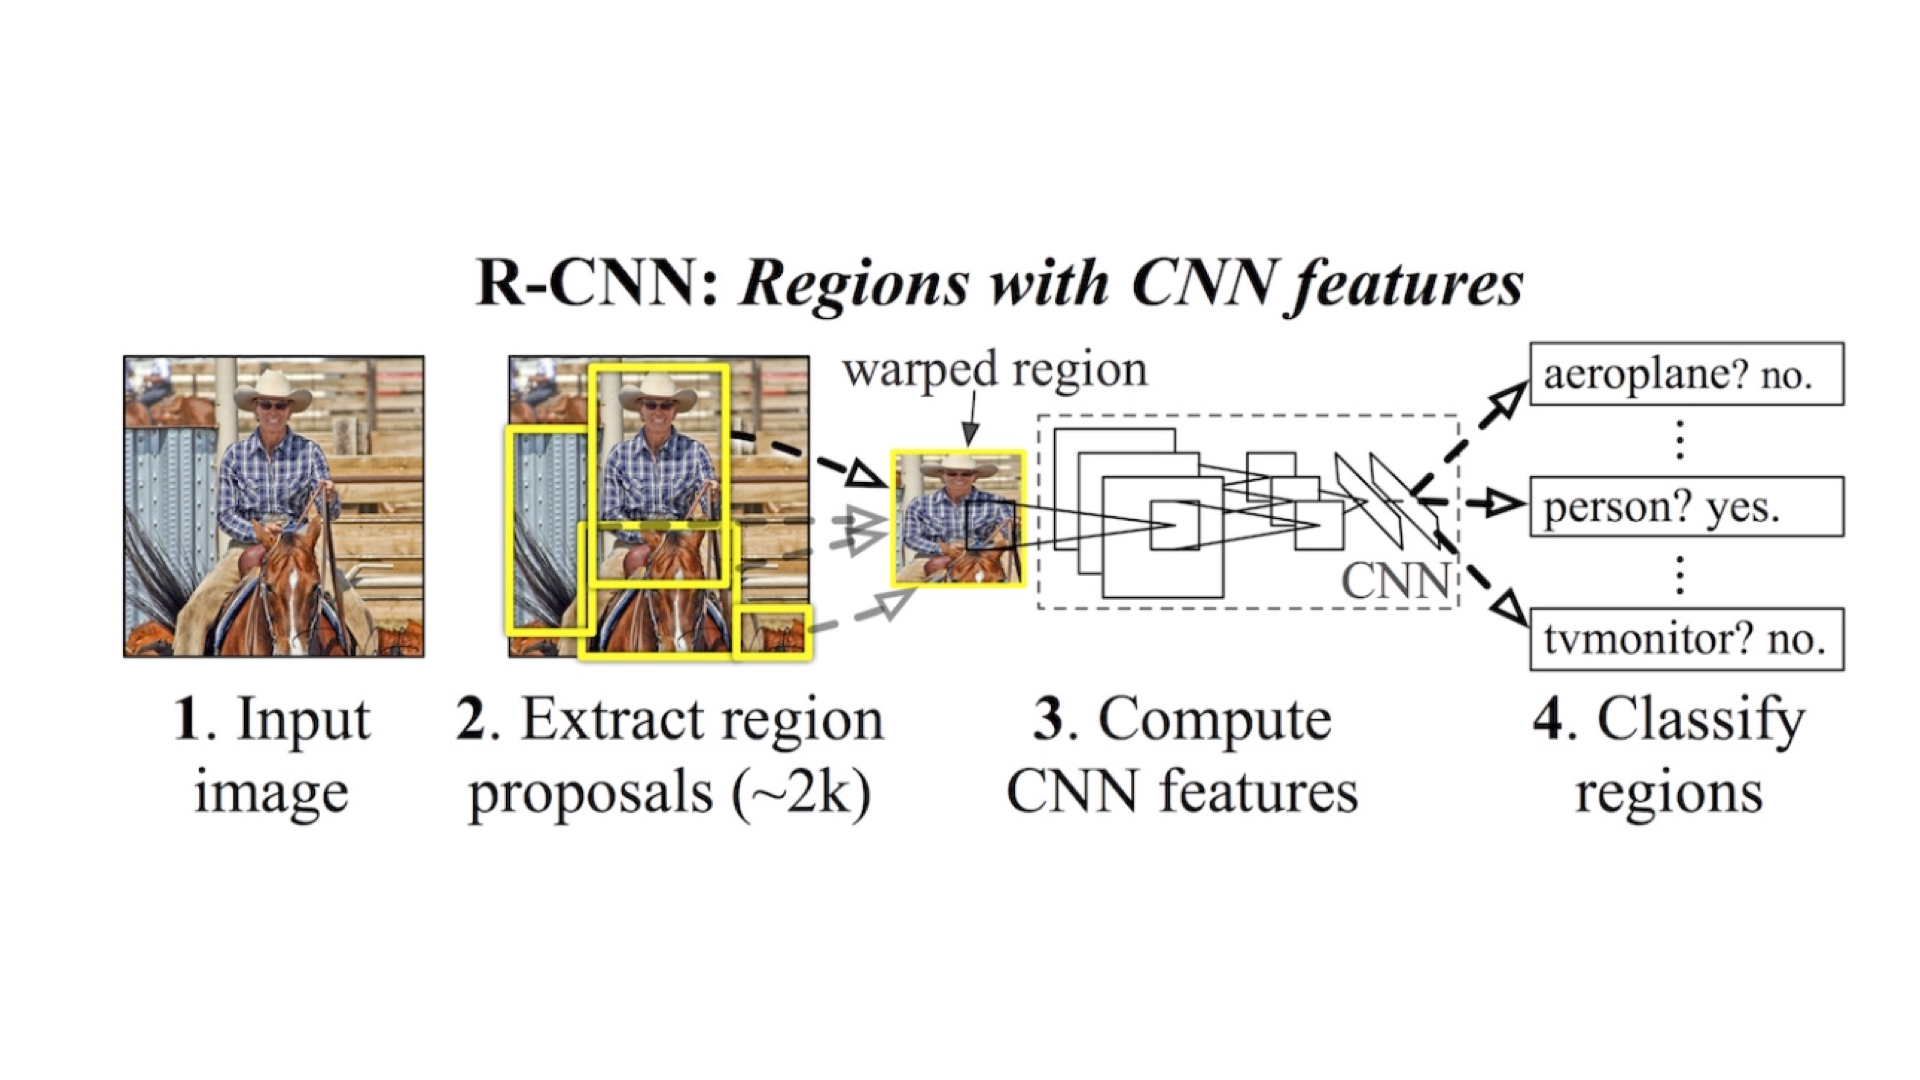 R-CNN: Regions with CNN features
warped region
aeroplane? no.
person? yes.
CNN
tvmonitor? no.
1. Input
image
2. Extract region
proposals (~2k)
3. Compute
CNN features
4. Classify
regions